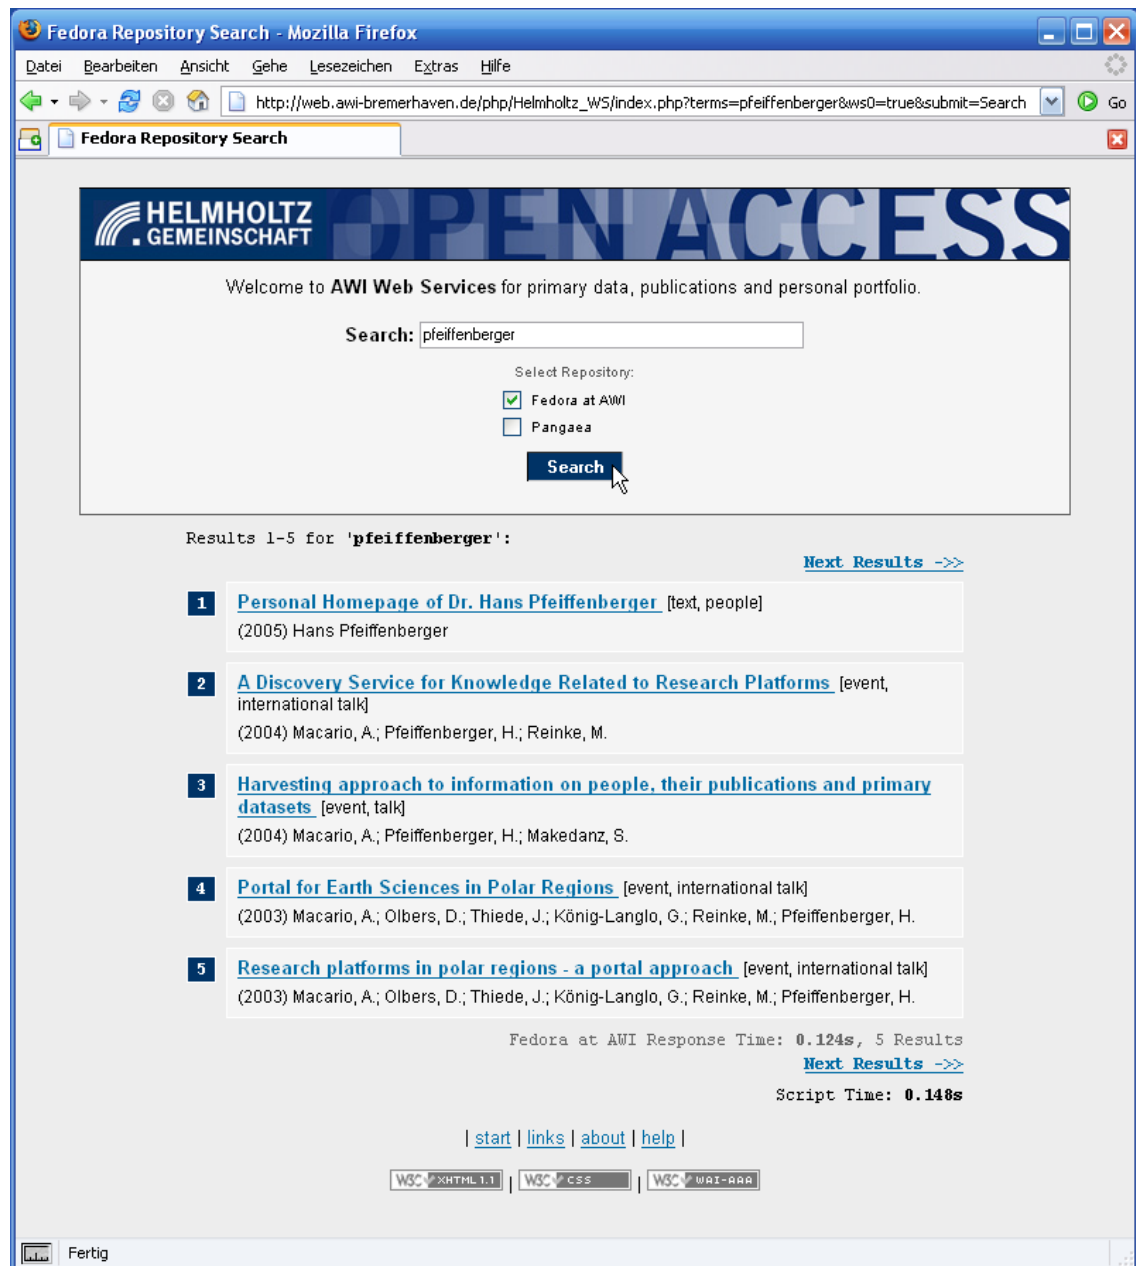 Fedora Repository Search - Mozilla Firefox
Datei Bearbeiten Ansicht Gehe Lesezeichen Extras Hilfe
http://web.awi-bremerhaven.de/php/Helmholtz_WS/index.php?terms=pfeiffenberger&ws0=true&submit=Search Go
Fedora Repository Search
HELMHOLTZ
GEMEINSCHAFT
OPEN ACCESS
Welcome to AWI Web Services for primary data, publications and personal portfolio.
Search: pfeiffenberger
Select Repository:
Fedora at AWI
Pangaea
Search
Results 1-5 for 'pfeiffenberger':
Next Results ->>
1 Personal Homepage of Dr. Hans Pfeiffenberger [text, people]
(2005) Hans Pfeiffenberger
2 A Discovery Service for Knowledge Related to Research Platforms [event,
international talk]
(2004) Macario, A.; Pfeiffenberger, H.; Reinke, M.
3 Harvesting approach to information on people, their publications and primary
datasets [event, talk]
(2004) Macario, A.; Pfeiffenberger, H.; Makedanz, S.
4 Portal for Earth Sciences in Polar Regions [event, international talk]
(2003) Macario, A.; Olbers, D.; Thiede, J.; König-Langlo, G.; Reinke, M.; Pfeiffenberger, H.
5 Research platforms in polar regions - a portal approach [event, international talk]
(2003) Macario, A.; Olbers, D.; Thiede, J.; König-Langlo, G.; Reinke, M.; Pfeiffenberger, H.
Fedora at AWI Response Time: 0.124s, 5 Results
Next Results ->>
Script Time: 0.148s
| start | links | about | help |
W3C XHTML 1.1 | W3C CSS | W3C WAI-AAA
Fertig